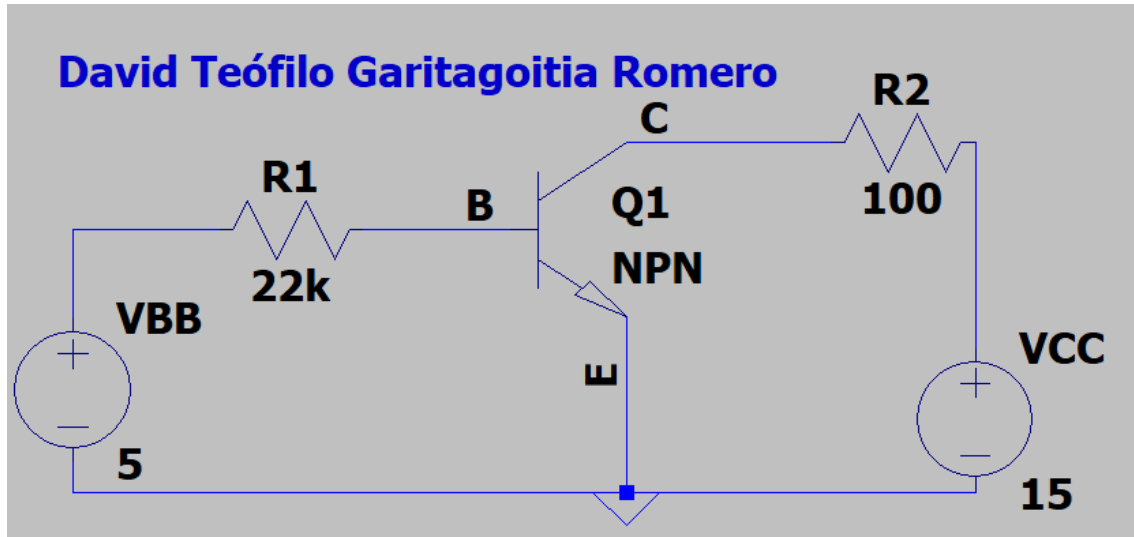 David Teófilo Garitagoitia Romero
R2
C
100
R1
B
Q1
22k
NPN
VBB
E
VCC
5
15